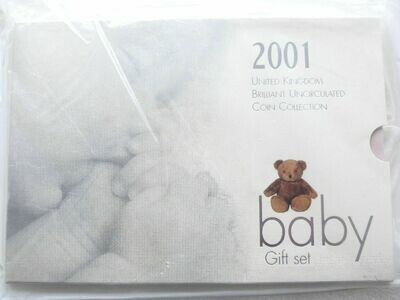 2001
United Kingdom
Brilliant Uncirculated
Coin Collection
baby
Gift set